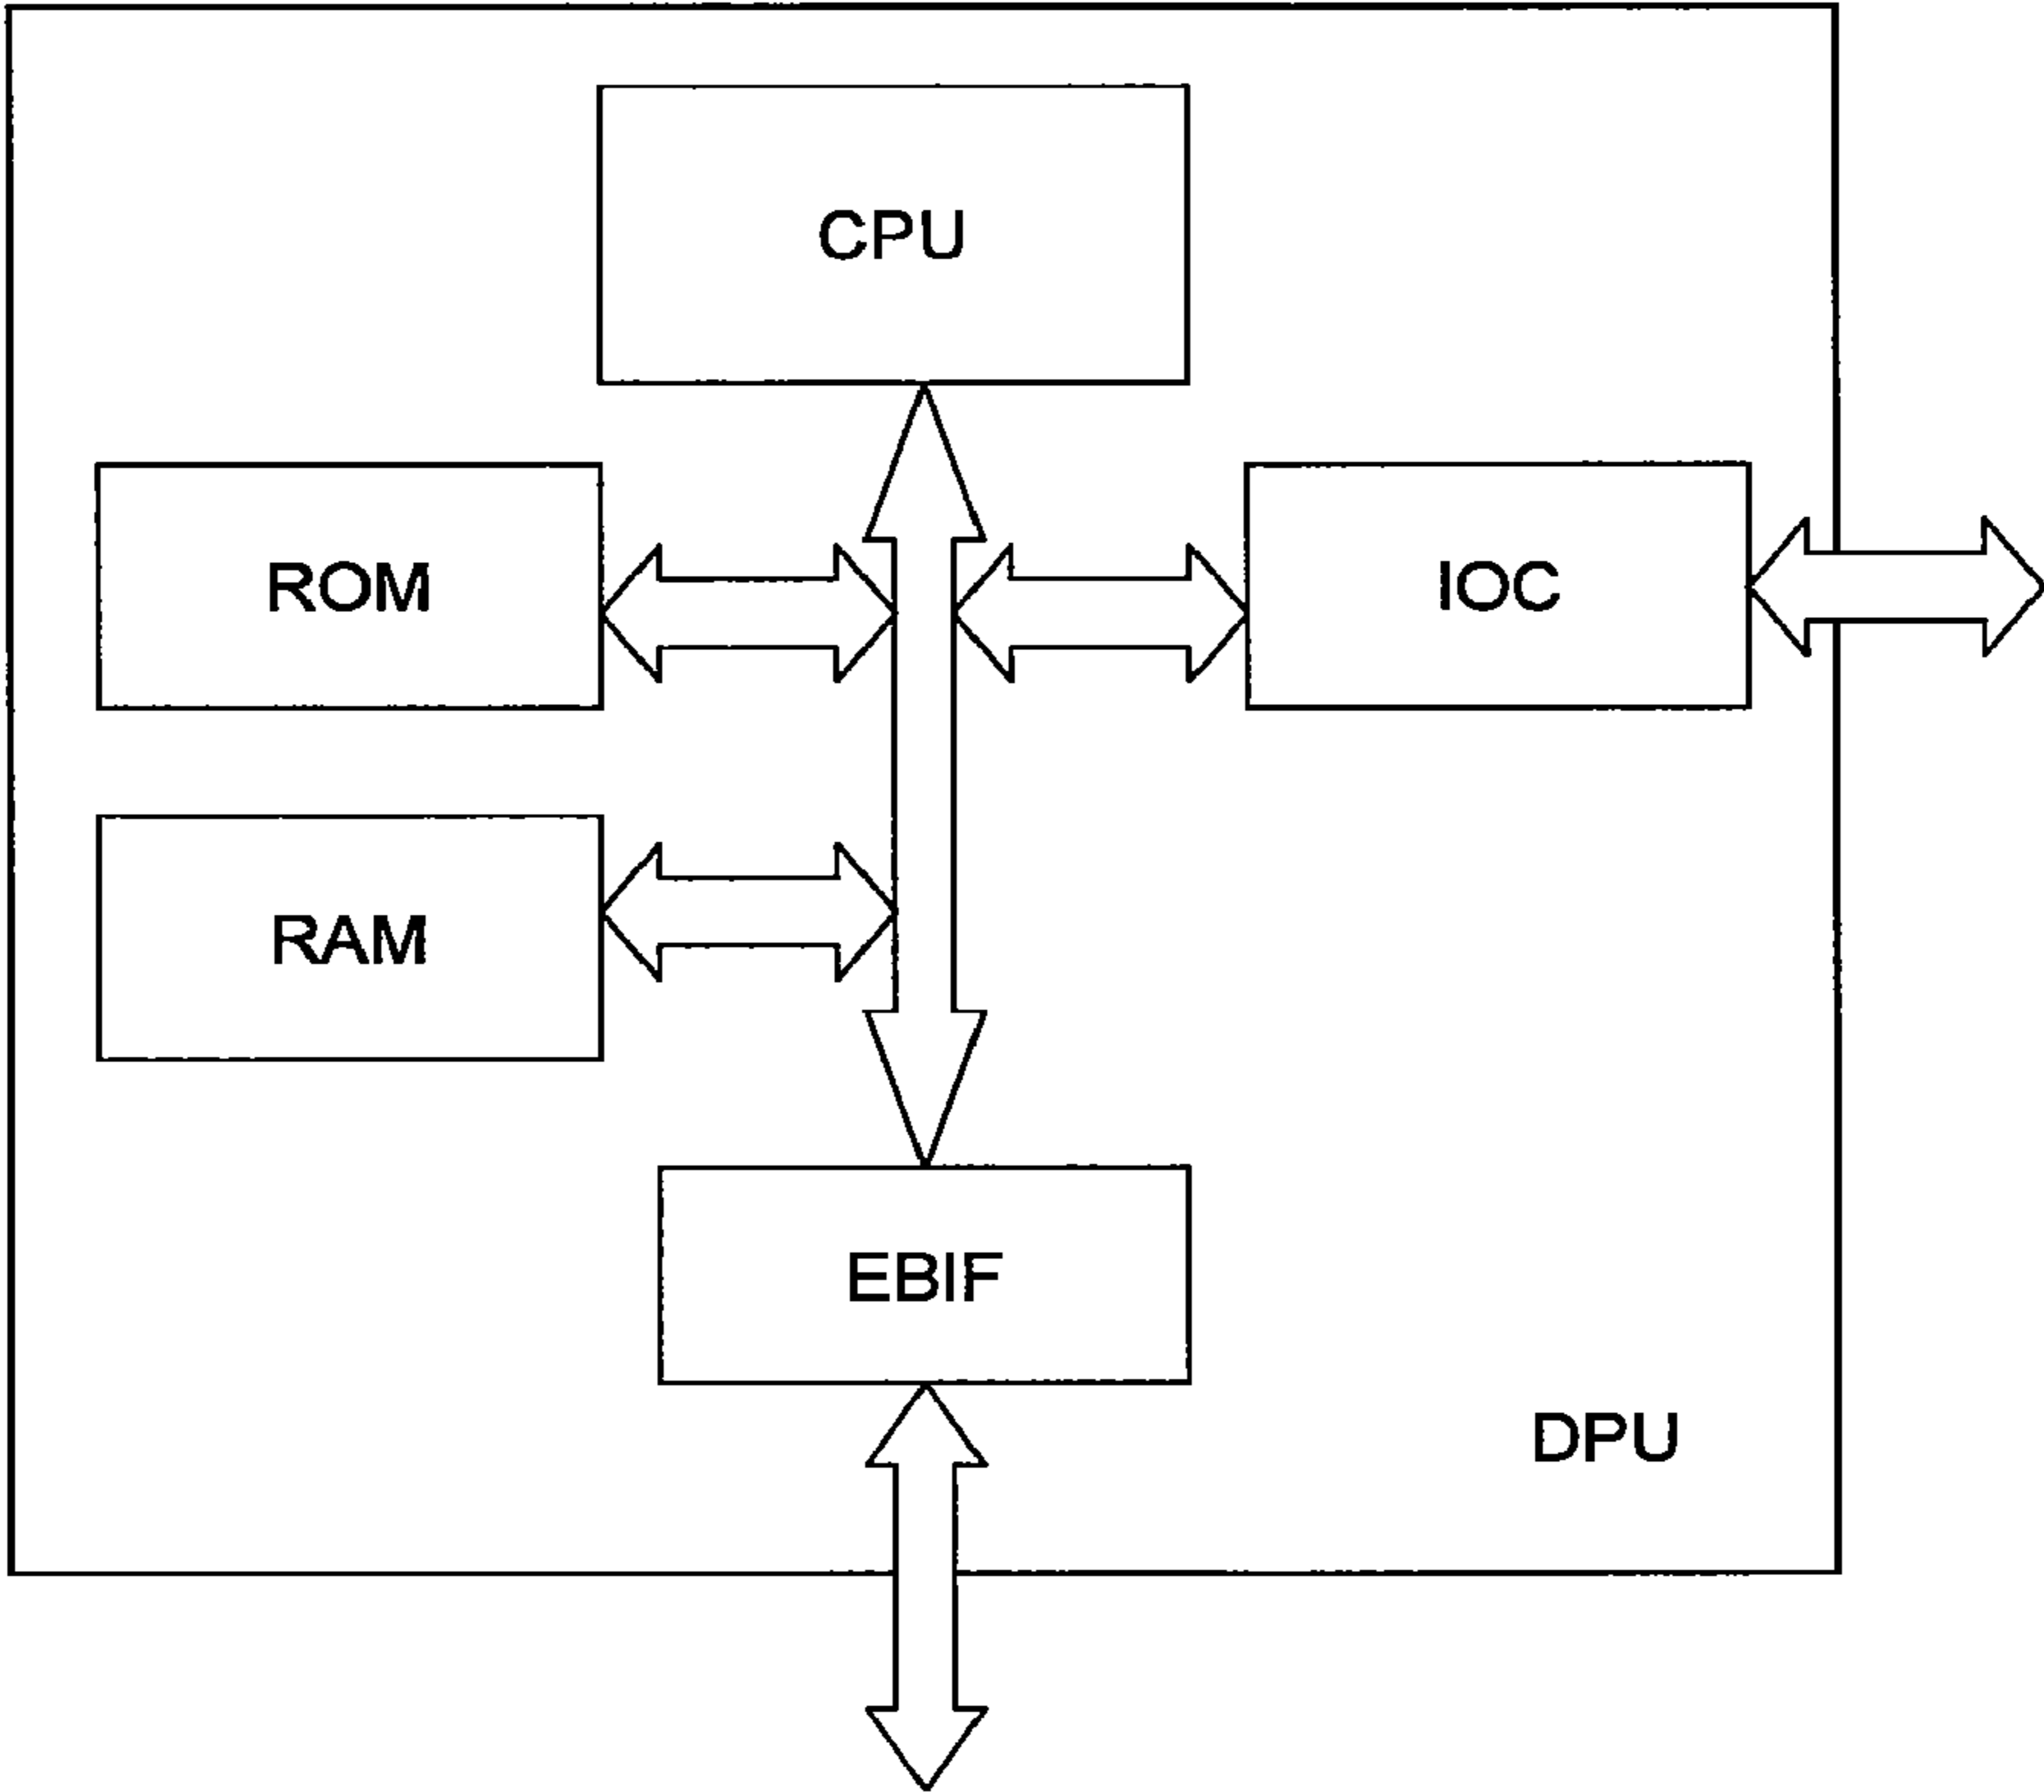 CPU
ROM
IOC
RAM
EBIF
DPU